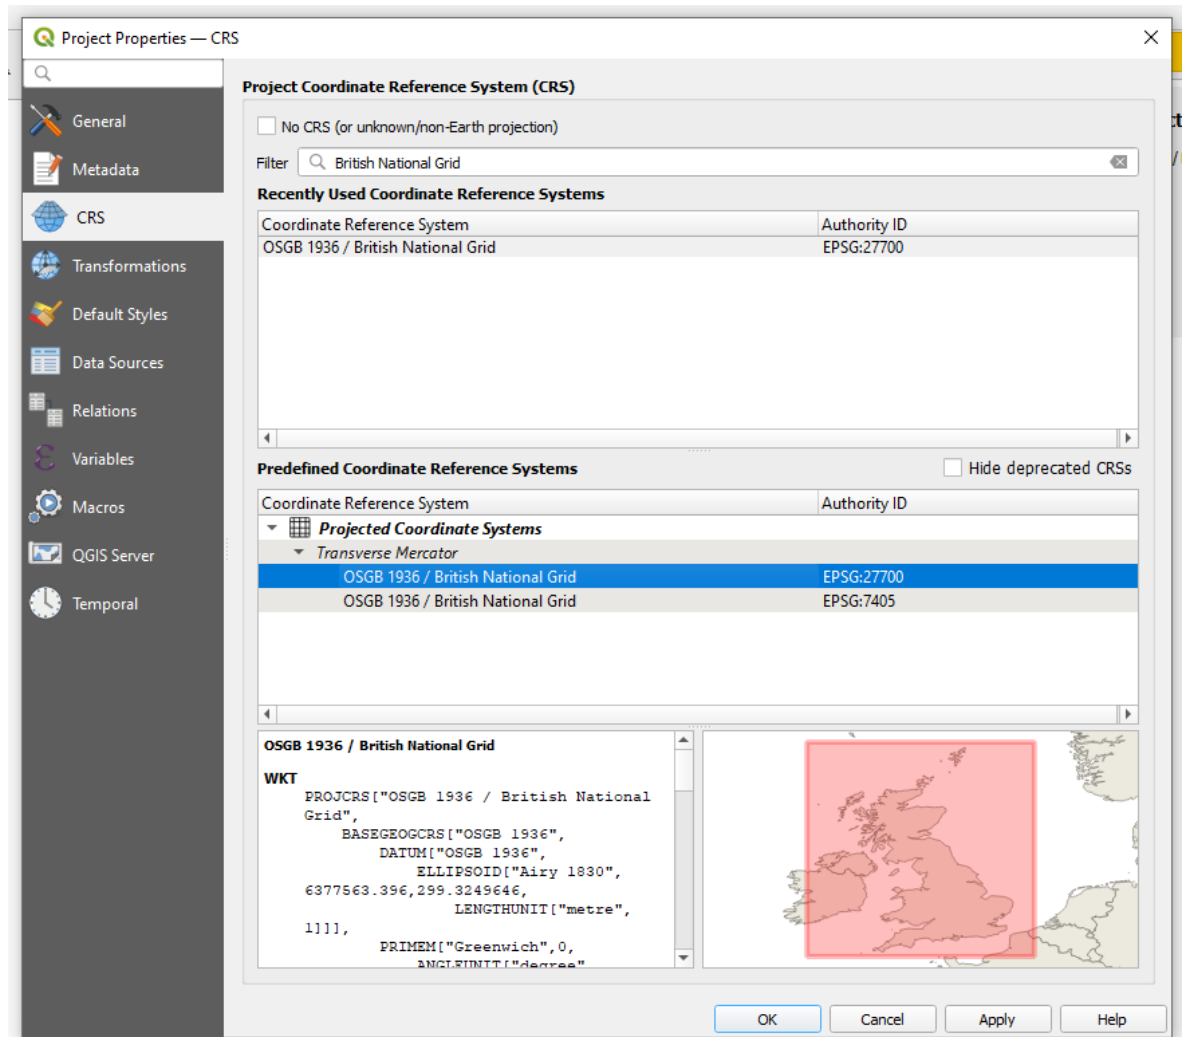 Project Properties — CRS
Project Coordinate Reference System (CRS)
No CRS (or unknown/non-Earth projection)
Filter British National Grid
Recently Used Coordinate Reference Systems
Coordinate Reference System Authority ID
OSGB 1936 / British National Grid EPSG:27700
General
Metadata
CRS
Transformations
Default Styles
Data Sources
Relations
Variables
Macros
QGIS Server
Temporal
Predefined Coordinate Reference Systems Hide deprecated CRSs
Coordinate Reference System Authority ID
Projected Coordinate Systems
Transverse Mercator
OSGB 1936 / British National Grid EPSG:27700
OSGB 1936 / British National Grid EPSG:7405
OSGB 1936 / British National Grid
WKT
PROJCRS["OSGB 1936 / British National
Grid",
BASEGEOGCRS["OSGB 1936",
DATUM["OSGB 1936",
ELLIPSOID["Airy 1830",
6377563.396,299.3249646,
LENGTHUNIT["metre",
1]]],
PRIMEM["Greenwich",0,
ANGLEUNIT["degree"
OK Cancel Apply Help
ct